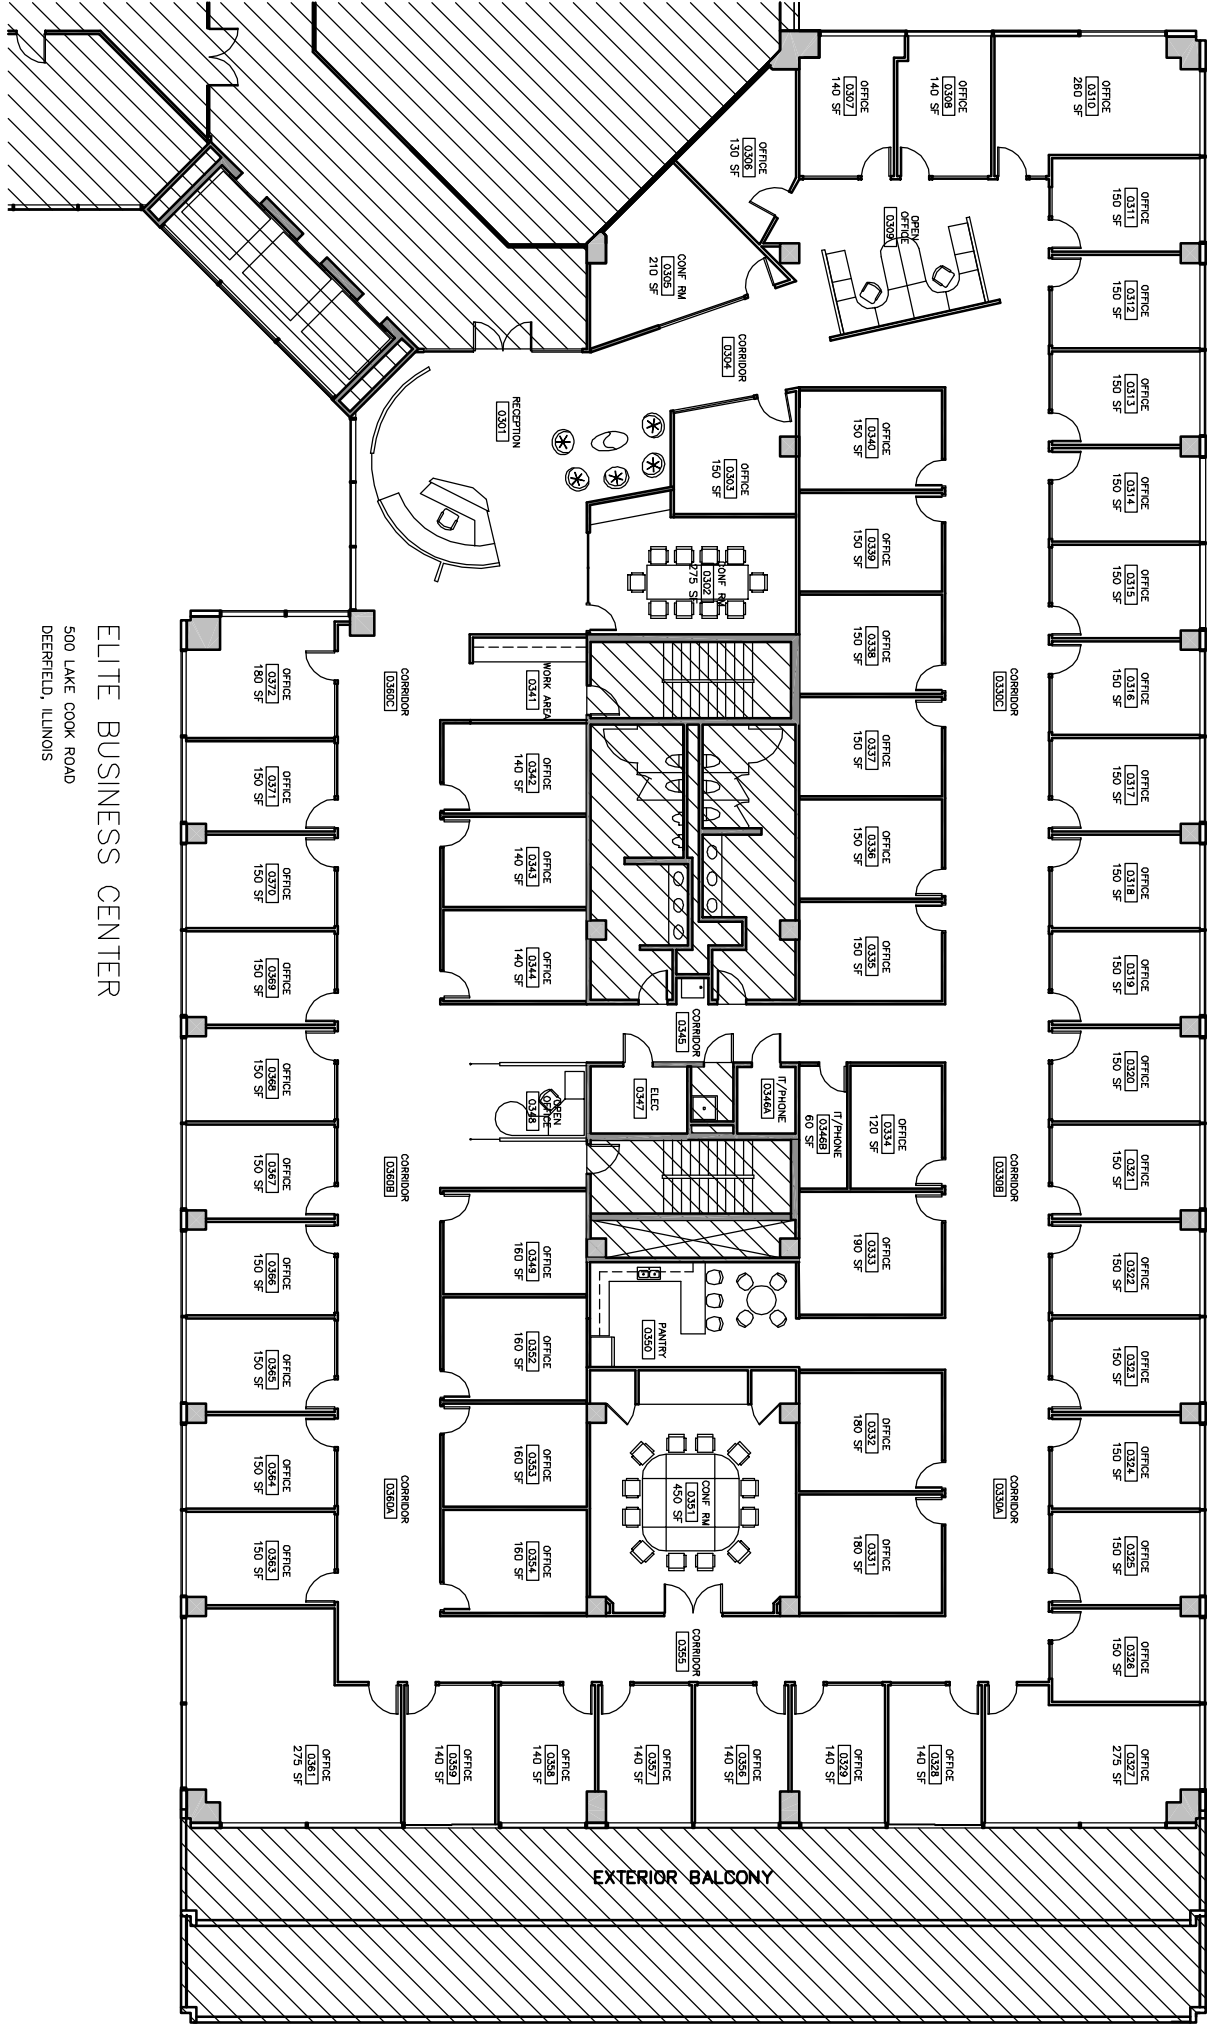 ELITE BUSINESS CENTER
500 LAKE COOK ROAD
DEERFIELD, ILLINOIS
OFFICE
0310
260 SF
OFFICE
0308
140 SF
OFFICE
0307
140 SF
OFFICE
0306
130 SF
OPEN
OFFICE
0309
CONF RM
0305
210 SF
CORRIDOR
0304
RECEPTION
0301
OFFICE
0303
150 SF
CONF RM
0302
275 SF
OFFICE
0311
150 SF
OFFICE
0312
150 SF
OFFICE
0313
150 SF
OFFICE
0314
150 SF
OFFICE
0315
150 SF
OFFICE
0316
150 SF
OFFICE
0317
150 SF
OFFICE
0318
150 SF
OFFICE
0319
150 SF
OFFICE
0320
150 SF
OFFICE
0321
150 SF
OFFICE
0322
150 SF
OFFICE
0323
150 SF
OFFICE
0324
150 SF
OFFICE
0325
150 SF
OFFICE
0326
150 SF
OFFICE
0327
275 SF
CORRIDOR
0330C
CORRIDOR
0330B
CORRIDOR
0330A
OFFICE
0340
150 SF
OFFICE
0339
150 SF
OFFICE
0338
150 SF
OFFICE
0337
150 SF
OFFICE
0336
150 SF
OFFICE
0335
150 SF
OFFICE
0334
120 SF
IT/PHONE
0346B
60 SF
IT/PHONE
0346A
OFFICE
0333
190 SF
OFFICE
0332
180 SF
OFFICE
0331
180 SF
CORRIDOR
0345
ELEC
0347
PANTRY
0350
CONF RM
0351
450 SF
CORRIDOR
0355
WORK AREA
0341
OFFICE
0342
140 SF
OFFICE
0343
140 SF
OFFICE
0344
140 SF
OPEN
OFFICE
0348
OFFICE
0349
160 SF
OFFICE
0352
160 SF
OFFICE
0353
160 SF
OFFICE
0354
160 SF
CORRIDOR
0360C
CORRIDOR
0360B
CORRIDOR
0360A
OFFICE
0372
180 SF
OFFICE
0371
150 SF
OFFICE
0370
150 SF
OFFICE
0369
150 SF
OFFICE
0368
150 SF
OFFICE
0367
150 SF
OFFICE
0366
150 SF
OFFICE
0365
150 SF
OFFICE
0364
150 SF
OFFICE
0363
150 SF
OFFICE
0361
275 SF
OFFICE
0359
140 SF
OFFICE
0358
140 SF
OFFICE
0357
140 SF
OFFICE
0356
140 SF
OFFICE
0329
140 SF
OFFICE
0328
140 SF
EXTERIOR BALCONY